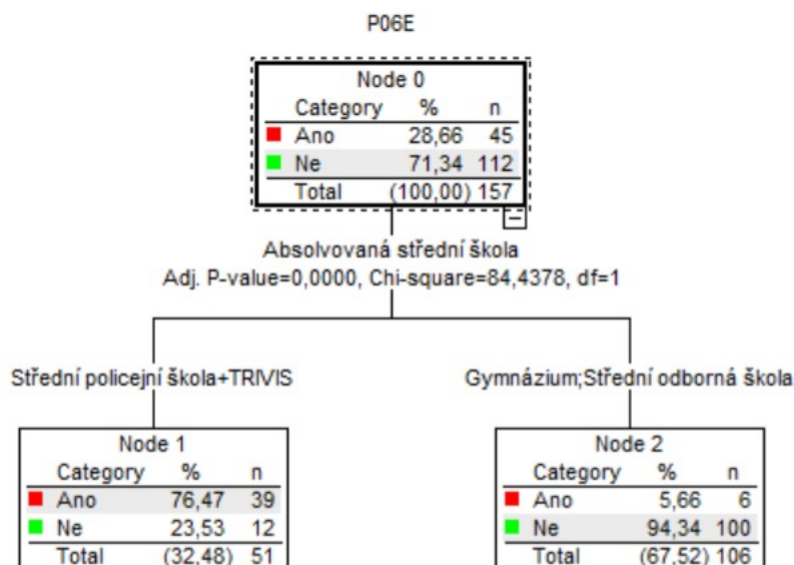 P06E
Node 0
Category % n
Ano 28,66 45
Ne 71,34 112
Total (100,00) 157
Absolvovaná střední škola
Adj. P-value=0,0000, Chi-square=84,4378, df=1
Střední policejní škola+TRIVIS
Gymnázium;Střední odborná škola
Node 1
Category % n
Ano 76,47 39
Ne 23,53 12
Total (32,48) 51
Node 2
Category % n
Ano 5,66 6
Ne 94,34 100
Total (67,52) 106